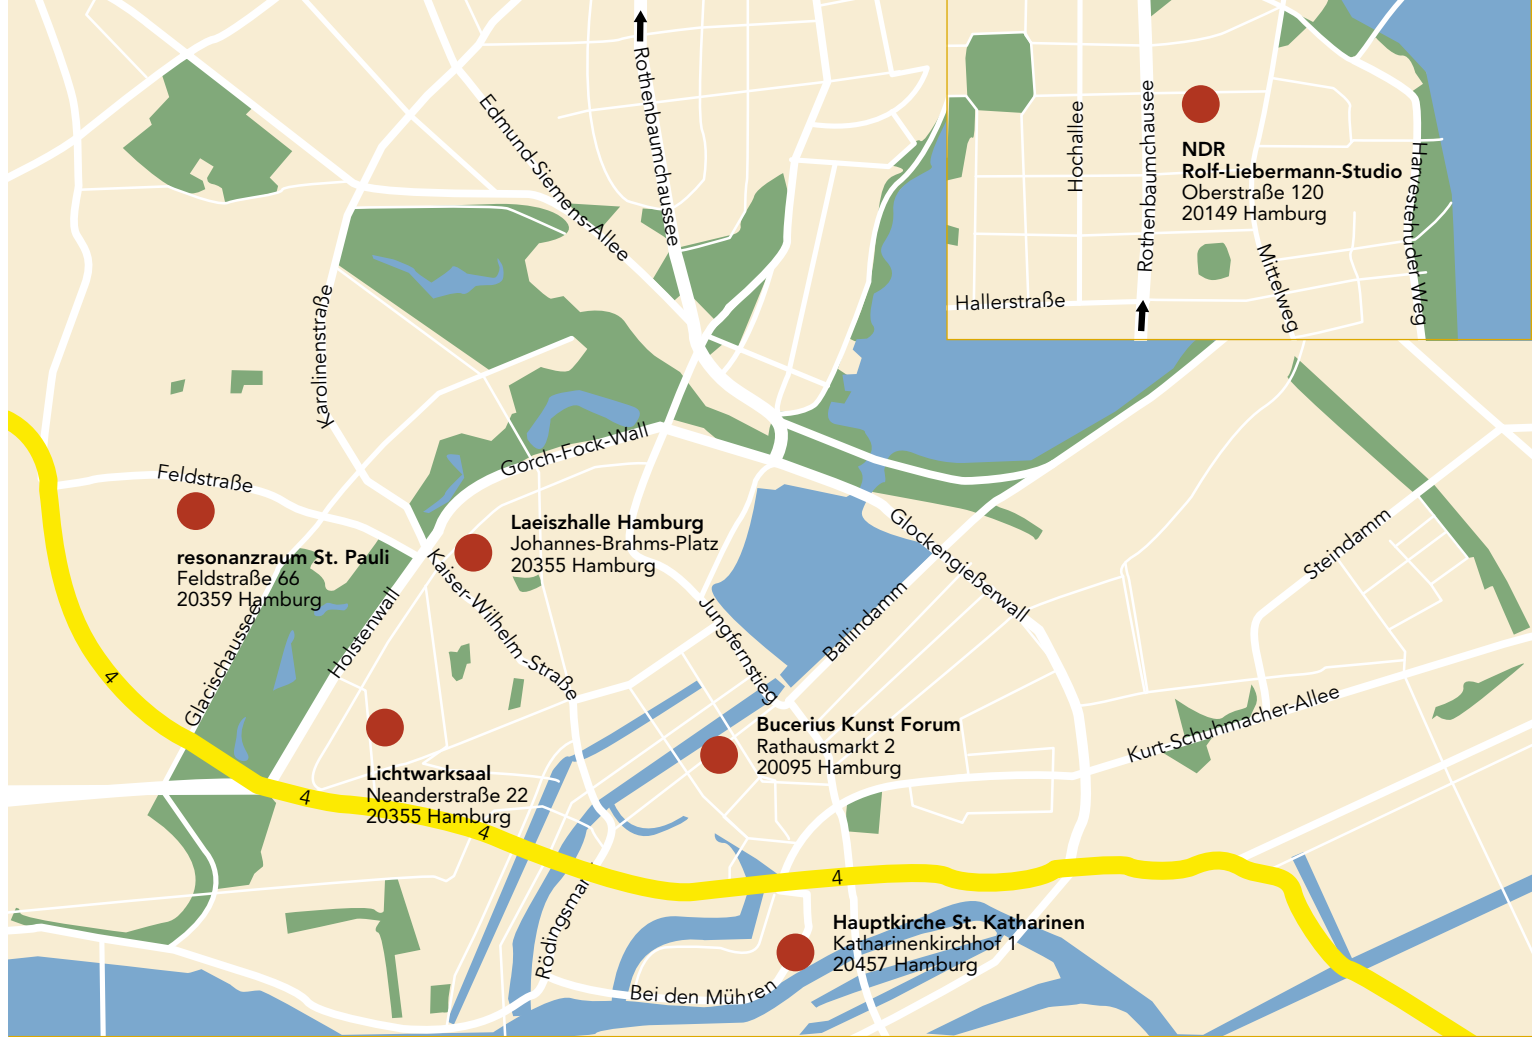 Rothenbaumchaussee
Edmund-Siemens-Allee
Karolinenstraße
Hochallee
Rothenbaumchausee
NDR
Rolf-Liebermann-Studio
Oberstraße 120
20149 Hamburg
Harvestehuder Weg
Mittelweg
Hallerstraße
Feldstraße
Gorch-Fock-Wall
resonanzraum St. Pauli
Feldstraße 66
20359 Hamburg
Laeiszhalle Hamburg
Johannes-Brahms-Platz
20355 Hamburg
Glockengießerwall
Steindamm
Kaiser-Wilhelm-Straße
Holstenwall
Glacischaussee
Jungfernstieg
Ballindamm
4
Kurt-Schuhmacher-Allee
Bucerius Kunst Forum
Rathausmarkt 2
20095 Hamburg
Lichtwarksaal
Neanderstraße 22
20355 Hamburg
4
4
4
Rödingsmar
Hauptkirche St. Katharinen
Katharinenkirchhof 1
20457 Hamburg
Bei den Mühren